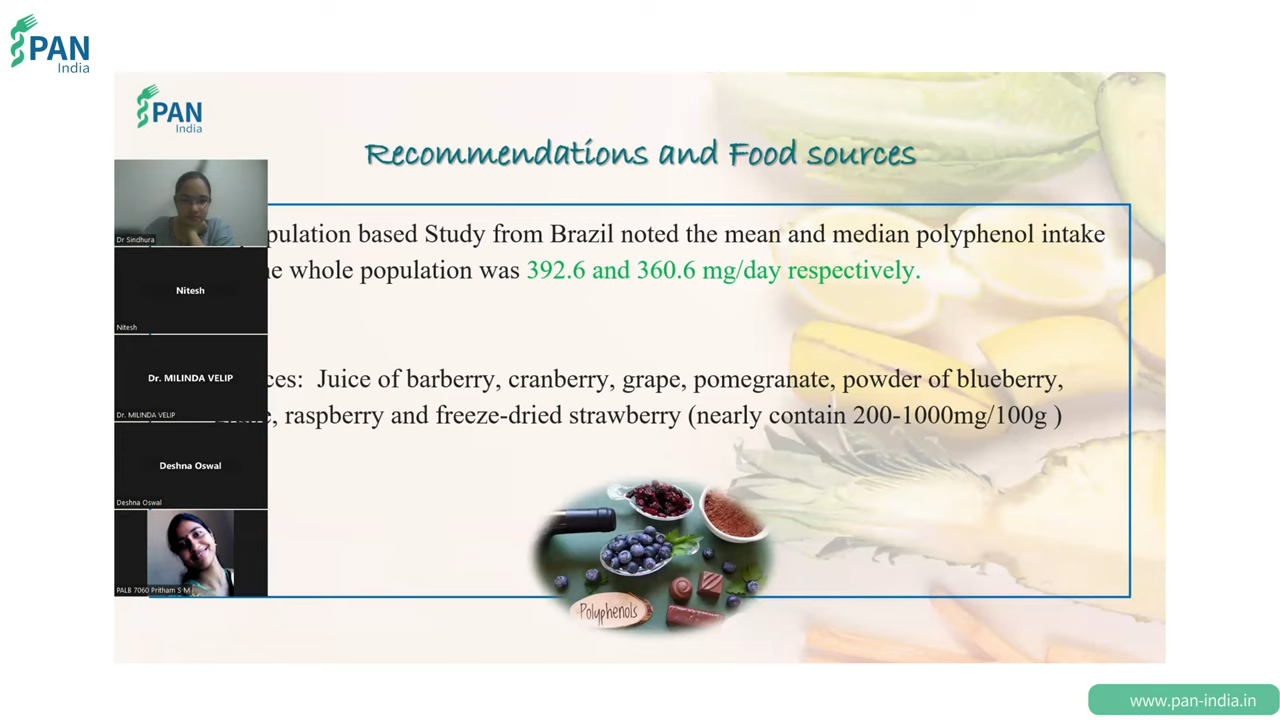 PAN
India
PAN
India
Recommendations and Food sources
pulation based Study from Brazil noted the mean and median polyphenol intake
e whole population was 392.6 and 360.6 mg/day respectively.
ces: Juice of barberry, cranberry, grape, pomegranate, powder of blueberry,
, raspberry and freeze-dried strawberry (nearly contain 200-1000mg/100g )
Dr Sindhura
Nitesh
Nitesh
Dr. MILINDA VELIP
Dr. MILINDA VELIP
Deshna Oswal
Deshna Oswal
PALB 7060 Pritham S M
Polyphenols
www.pan-india.in